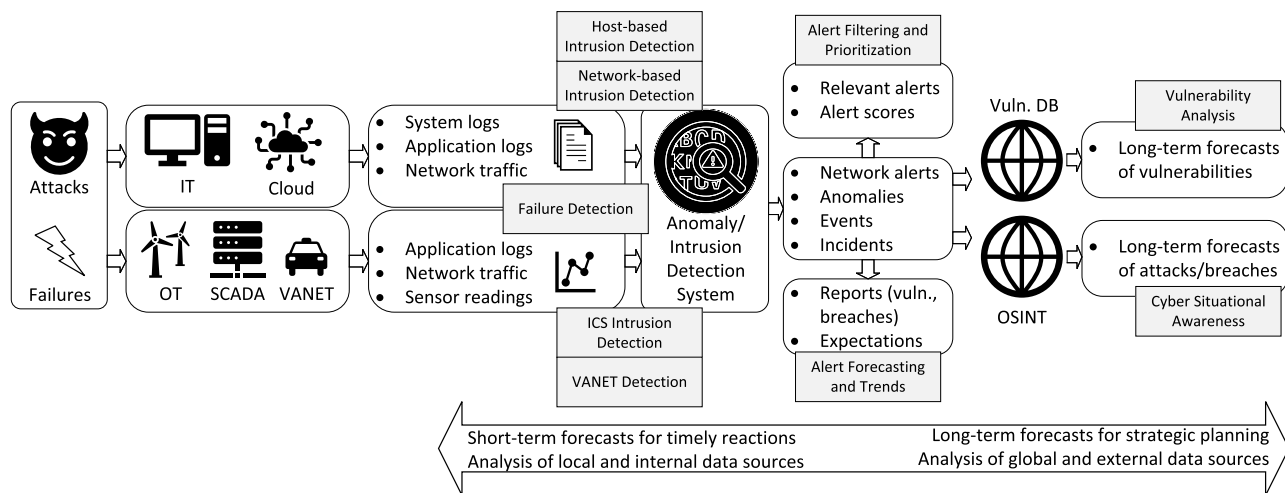 Attacks
Failures
IT
Cloud
OT
SCADA
VANET
• System logs
• Application logs
• Network traffic
Failure Detection
• Application logs
• Network traffic
• Sensor readings
Host-based
Intrusion Detection
Network-based
Intrusion Detection
BCD
TUV
Anomaly/
Intrusion
Detection
System
ICS Intrusion
Detection
VANET Detection
Alert Filtering and
Prioritization
• Relevant alerts
• Alert scores
• Network alerts
• Anomalies
• Events
• Incidents
• Reports (vuln.,
breaches)
• Expectations
Alert Forecasting
and Trends
Vuln. DB
OSINT
Vulnerability
Analysis
• Long-term forecasts
of vulnerabilities
• Long-term forecasts
of attacks/breaches
Cyber Situational
Awareness
Short-term forecasts for timely reactions
Analysis of local and internal data sources
Long-term forecasts for strategic planning
Analysis of global and external data sources